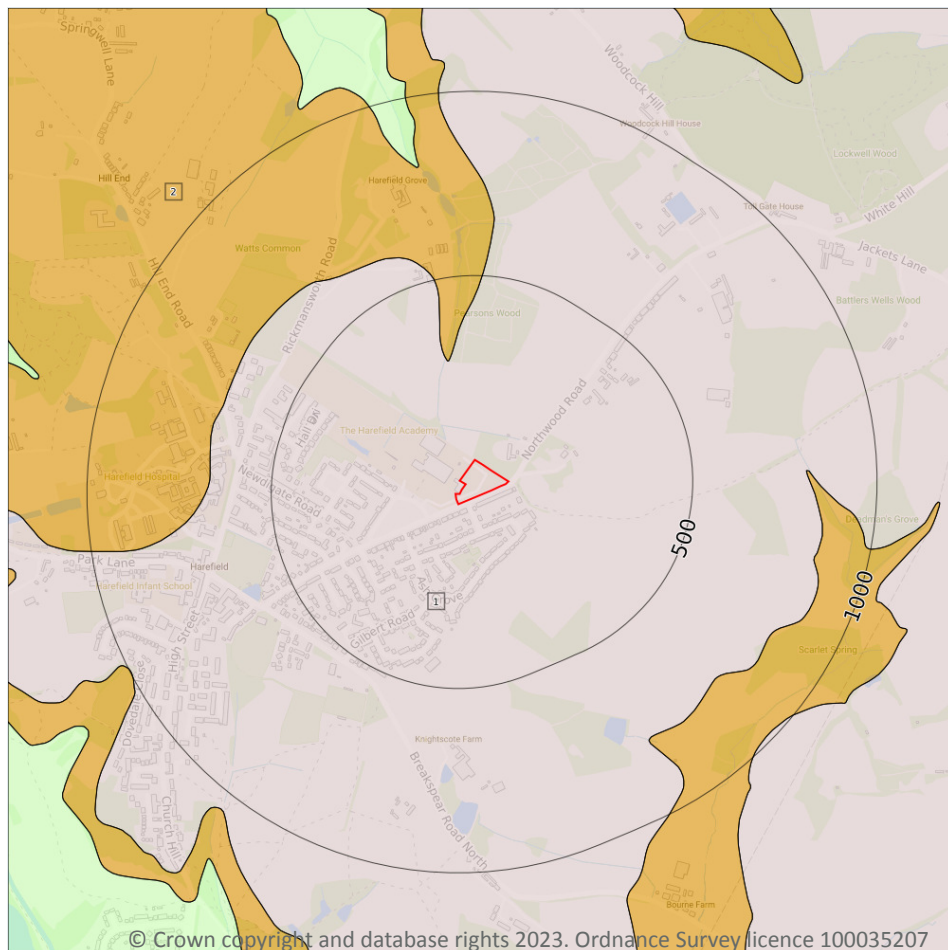 Springwell Lane
Woodcock Hill
Woodcock Hill House
Lockwell Wood
Hill End
2
Harefield Grove
White Hill
Toll Gate House
Watts Common
Jackets Lane
Rickmansworth Road
Hill End Road
Battlers Wells Wood
Pearsons Wood
Northwood Road
The Harefield Academy
Harefield Hospital
Newdigate Road
Deadman's Grove
500
Park Lane
Harefield
Harefield Infant School
1000
1
Gilbert Road
High Street
Scarlet Spring
Dovedale Close
Knightscote Farm
Breakspear Road North
Church Hill
Bourne Farm
© Crown copyright and database rights 2023. Ordnance Survey licence 100035207